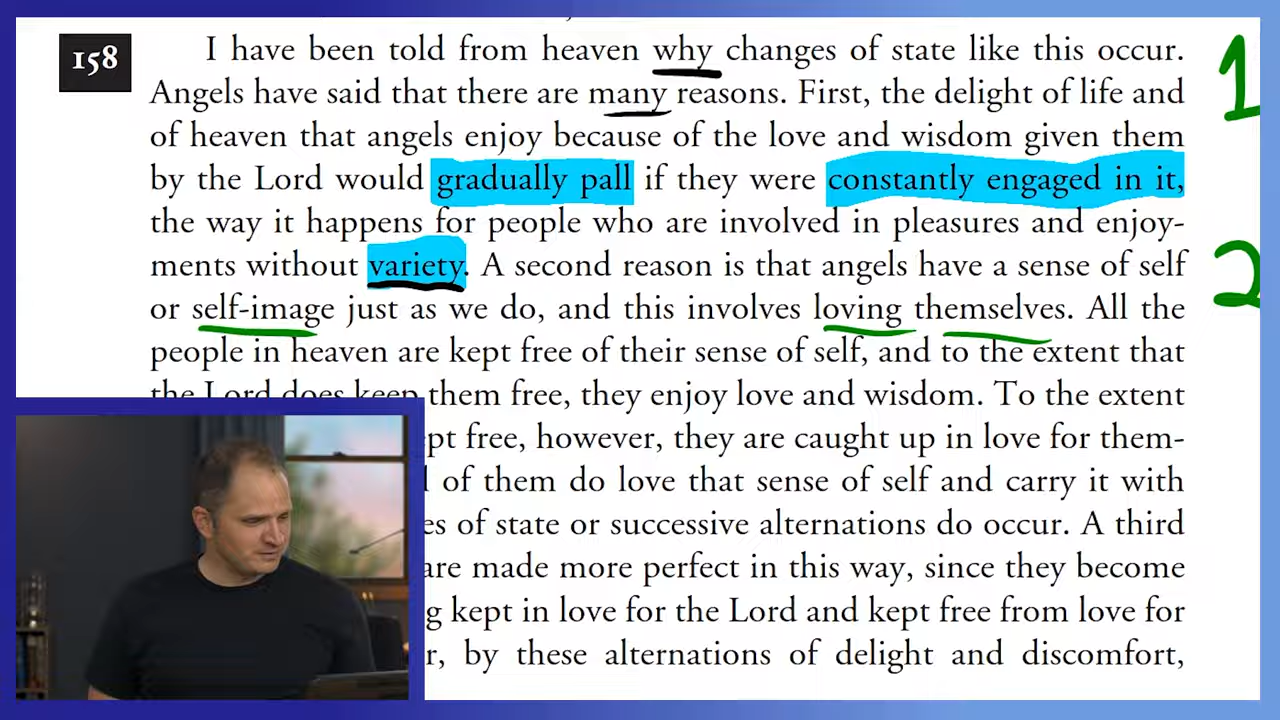 158
I have been told from heaven why changes of state like this occur.
1
Angels have said that there are many reasons. First, the delight of life and
of heaven that angels enjoy because of the love and wisdom given them
by the Lord would gradually pall if they were constantly engaged in it,
the way it happens for people who are involved in pleasures and enjoy-
ments without variety. A second reason is that angels have a sense of self
2
or self-image just as we do, and this involves loving themselves. All the
people in heaven are kept free of their sense of self, and to the extent that
the Lord does keep them free, they enjoy love and wisdom. To the extent
ept free, however, they are caught up in love for them-
of them do love that sense of self and carry it with
es of state or successive alternations do occur. A third
are made more perfect in this way, since they become
g kept in love for the Lord and kept free from love for
r, by these alternations of delight and discomfort,